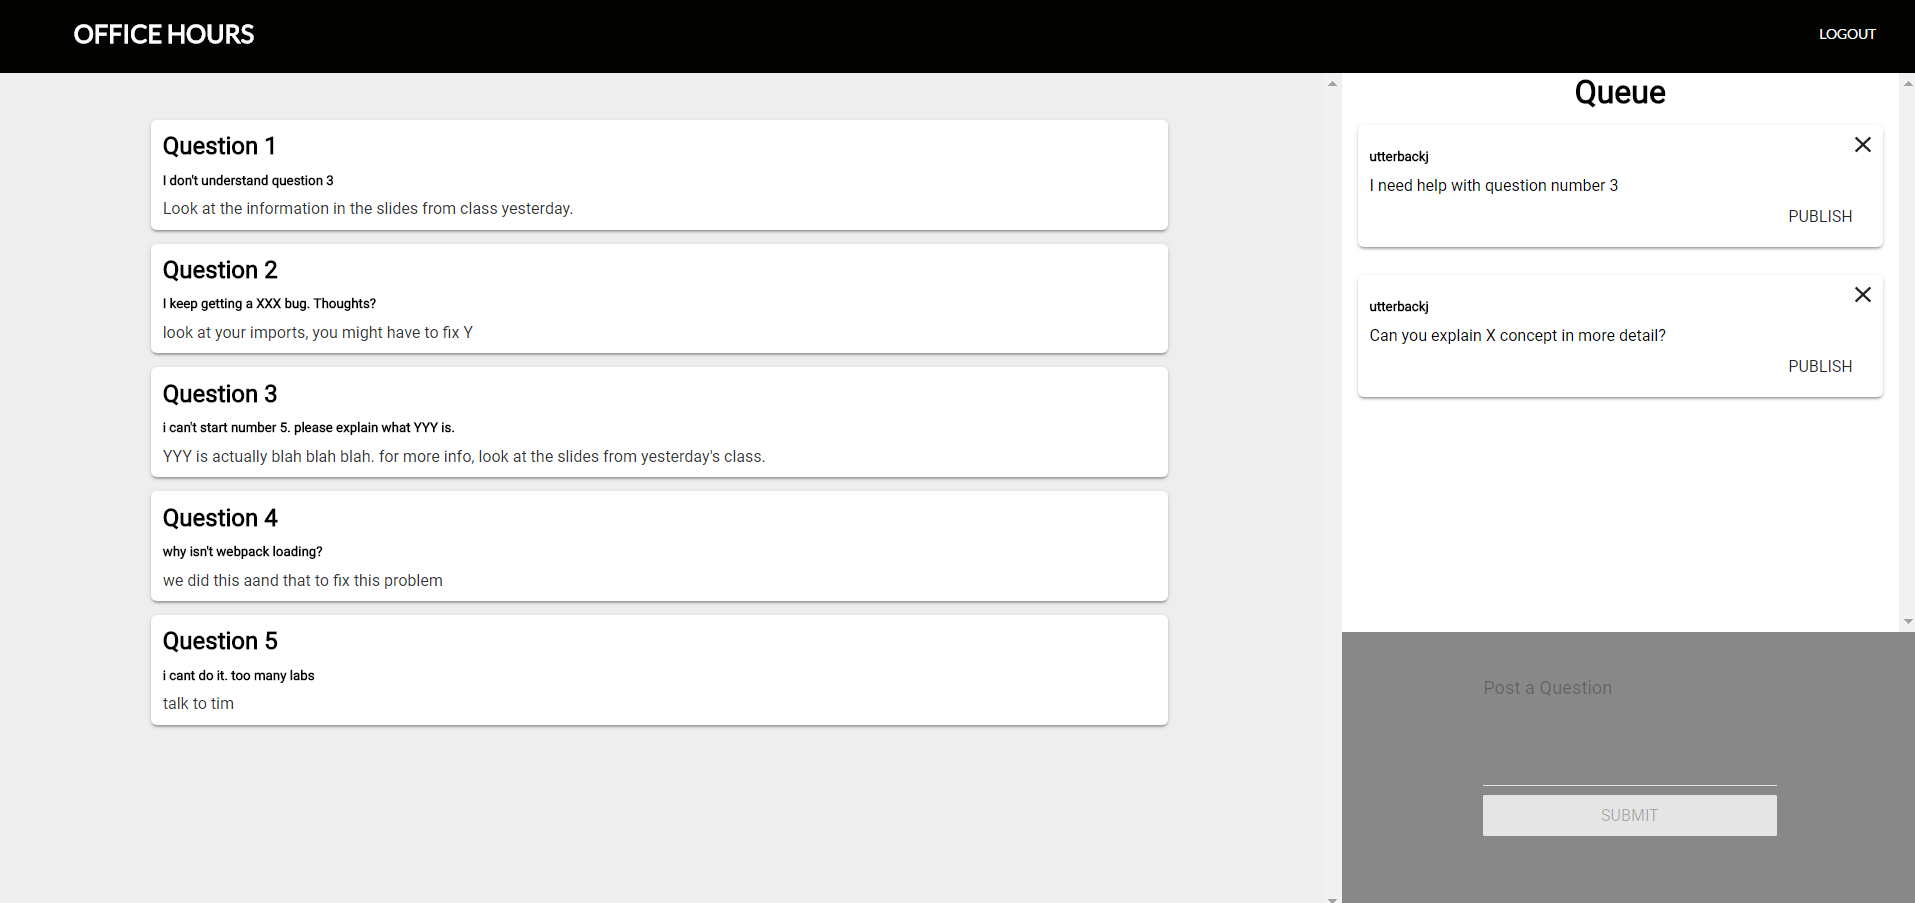 OFFICE HOURS
LOGOUT
Question 1
I don't understand question 3
Look at the information in the slides from class yesterday.
Question 2
I keep getting a XXX bug. Thoughts?
look at your imports, you might have to fix Y
Question 3
i can't start number 5. please explain what YYY is.
YYY is actually blah blah blah. for more info, look at the slides from yesterday's class.
Question 4
why isn't webpack loading?
we did this aand that to fix this problem
Question 5
i cant do it. too many labs
talk to tim
Queue
utterbackj
I need help with question number 3
PUBLISH
utterbackj
Can you explain X concept in more detail?
PUBLISH
Post a Question
SUBMIT